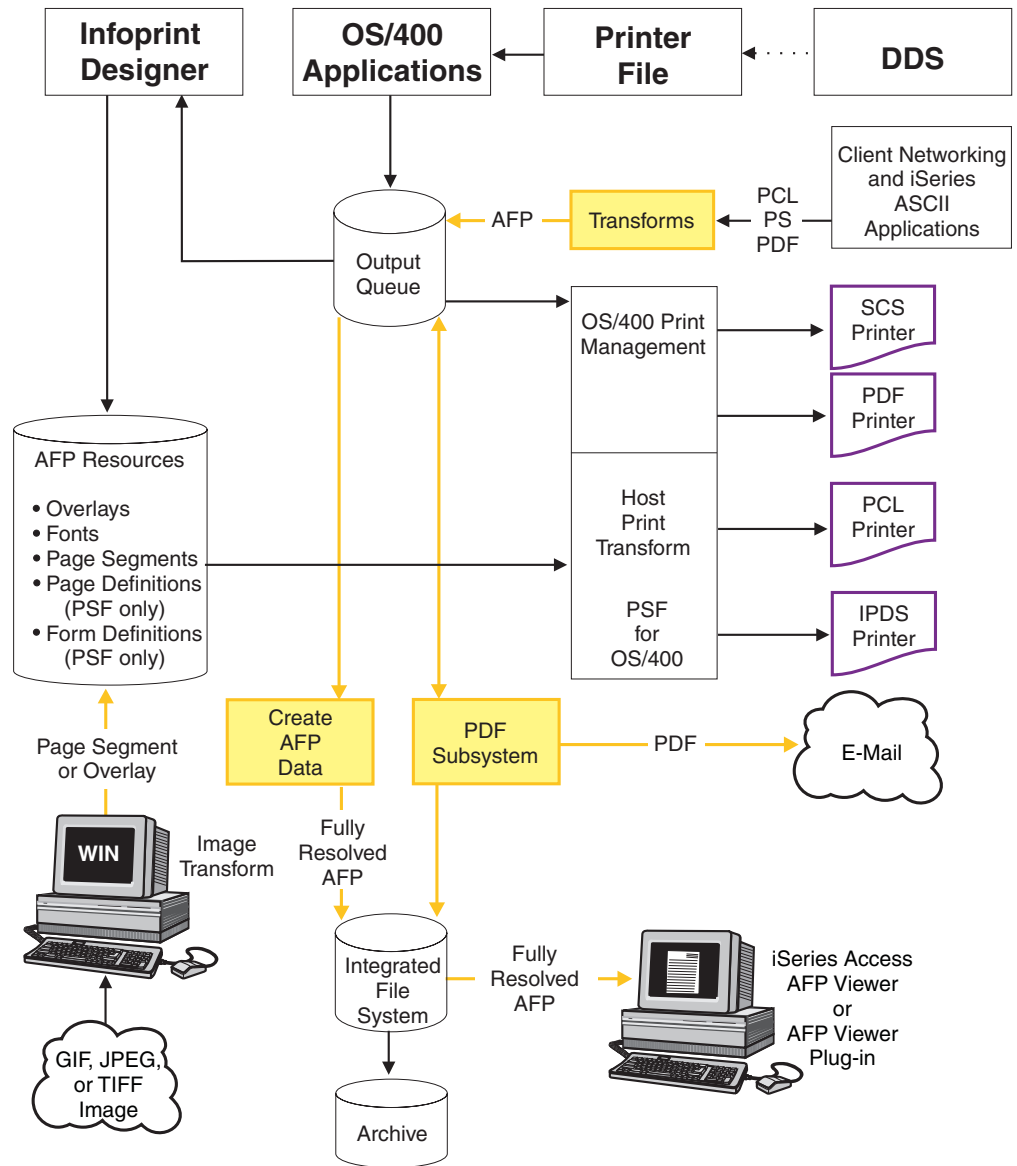 Infoprint
Designer
OS/400
Applications
Printer
File
DDS
Client Networking
and iSeries
ASCII
Applications
PCL
PS
PDF
Transforms
AFP
Output
Queue
OS/400 Print
Management
SCS
Printer
PDF
Printer
AFP Resources
• Overlays
• Fonts
• Page Segments
• Page Definitions
(PSF only)
• Form Definitions
(PSF only)
Host
Print
Transform
PSF
for
OS/400
PCL
Printer
IPDS
Printer
Create
AFP
Data
PDF
Subsystem
PDF
E-Mail
Page Segment
or Overlay
WIN
Image
Transform
Fully
Resolved
AFP
Integrated
File
System
Fully
Resolved
AFP
iSeries Access
AFP Viewer
or
AFP Viewer
Plug-in
GIF, JPEG,
or TIFF
Image
Archive